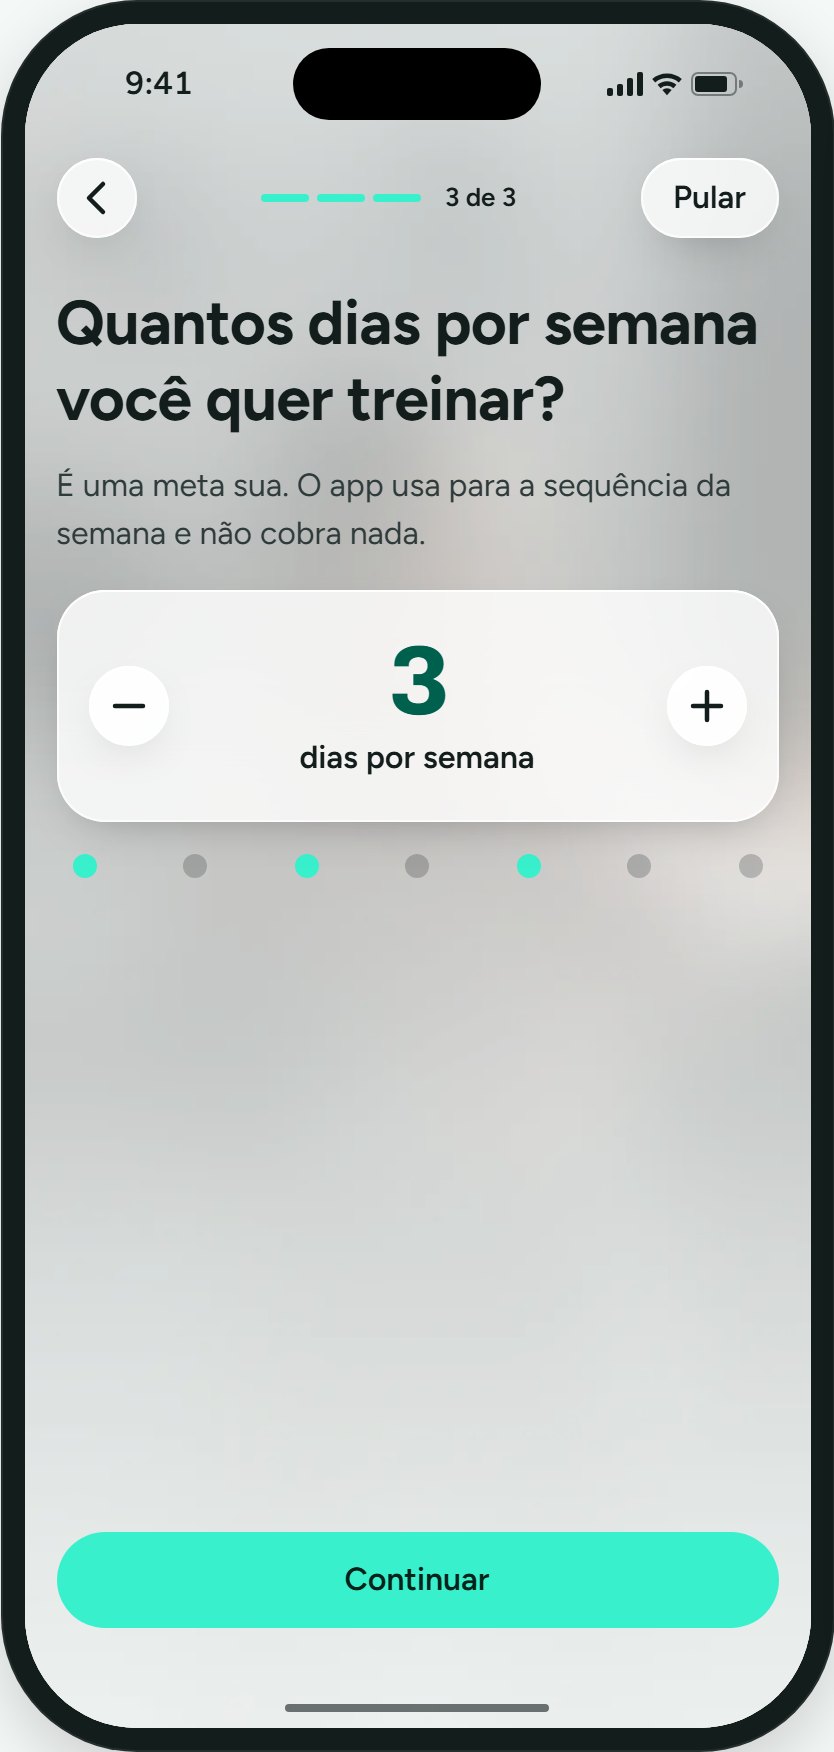 9:41
3 de 3
Pular
Quantos dias por semana
você quer treinar?
É uma meta sua. O app usa para a sequência da
semana e não cobra nada.
3
dias por semana
Continuar